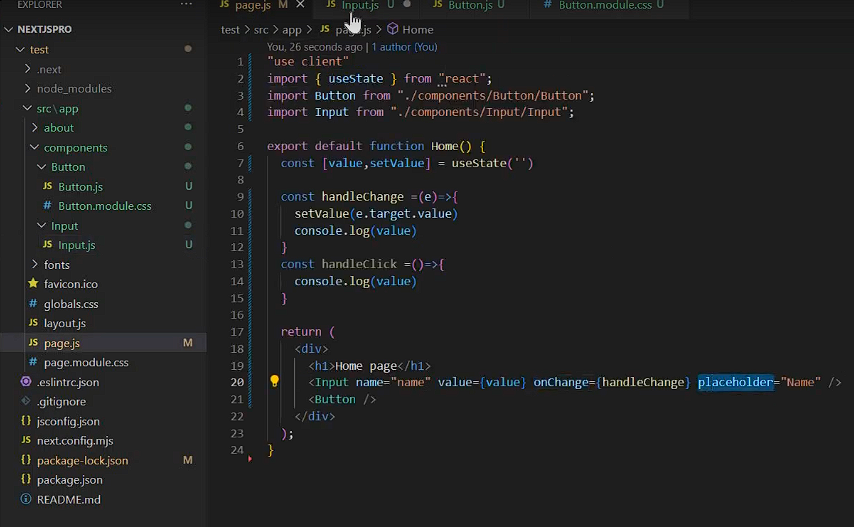 EXPLORER ...
NEXTJSPRO
test
.next
node_modules
src\app
about
components
Button
JS Button.js U
# Button.module.css U
Input
JS Input.js U
fonts
favicon.ico
# globals.css
JS layout.js
JS page.js M
# page.module.css
.eslintrc.json
.gitignore
{} jsconfig.json
JS next.config.mjs
{} package-lock.json M
{} package.json
README.md
JS page.js M JS Input.js U JS Button.js U # Button.module.css U
test > src > app > JS page.js > Home
You, 26 seconds ago | 1 author (You)
1 "use client"
2 import { useState } from "react";
3 import Button from "./components/Button/Button";
4 import Input from "./components/Input/Input";
5
6 export default function Home() {
7 const [value,setValue] = useState('')
8
9 const handleChange =(e)=>{
10 setValue(e.target.value)
11 console.log(value)
12 }
13 const handleClick =()=>{
14 console.log(value)
15 }
16
17 return (
18 <div>
19 <h1>Home page</h1>
20 <Input name="name" value={value} onChange={handleChange} placeholder="Name" />
21 <Button />
22 </div>
23 );
24 }